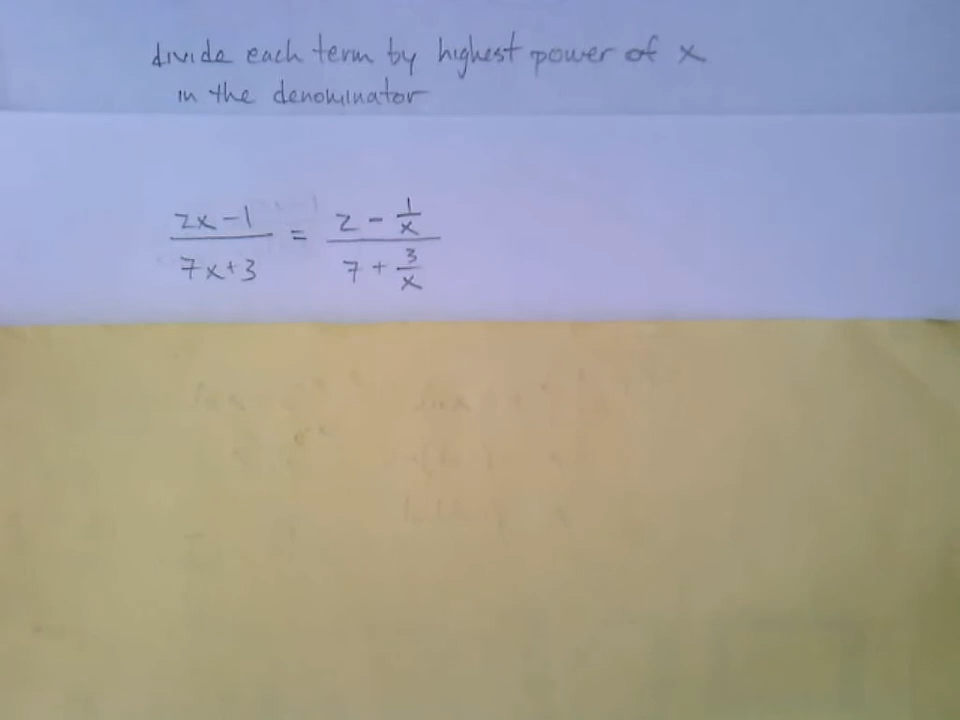 divide each term by highest power of x
in the denominator
2x - 1 / 7x + 3 = 2 - 1/x / 7 + 3/x